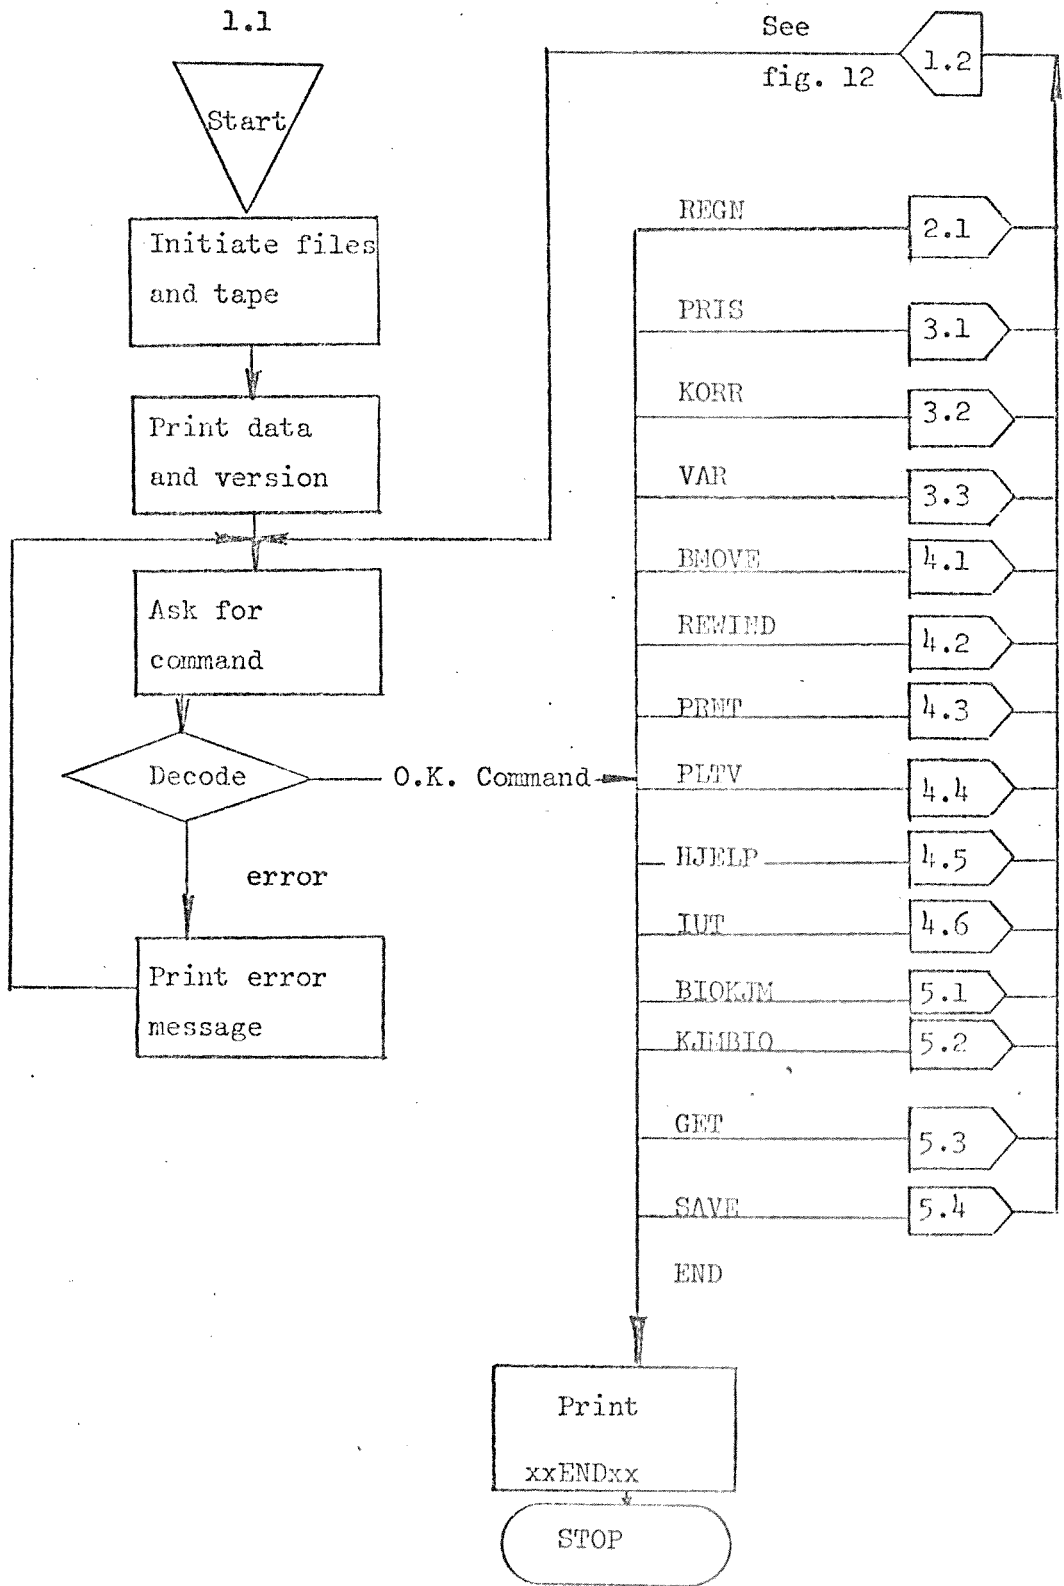 1.1
Start
Initiate files
and tape
Print data
and version
Ask for
command
Decode
O.K. Command
error
Print error
message
See
fig. 12
1.2
REGN
2.1
PRIS
3.1
KORR
3.2
VAR
3.3
BMOVE
4.1
REWIND
4.2
PRNT
4.3
PLTV
4.4
HJELP
4.5
IUT
4.6
BIOKJM
5.1
KJMBIO
5.2
GET
5.3
SAVE
5.4
END
Print
xxENDxx
STOP